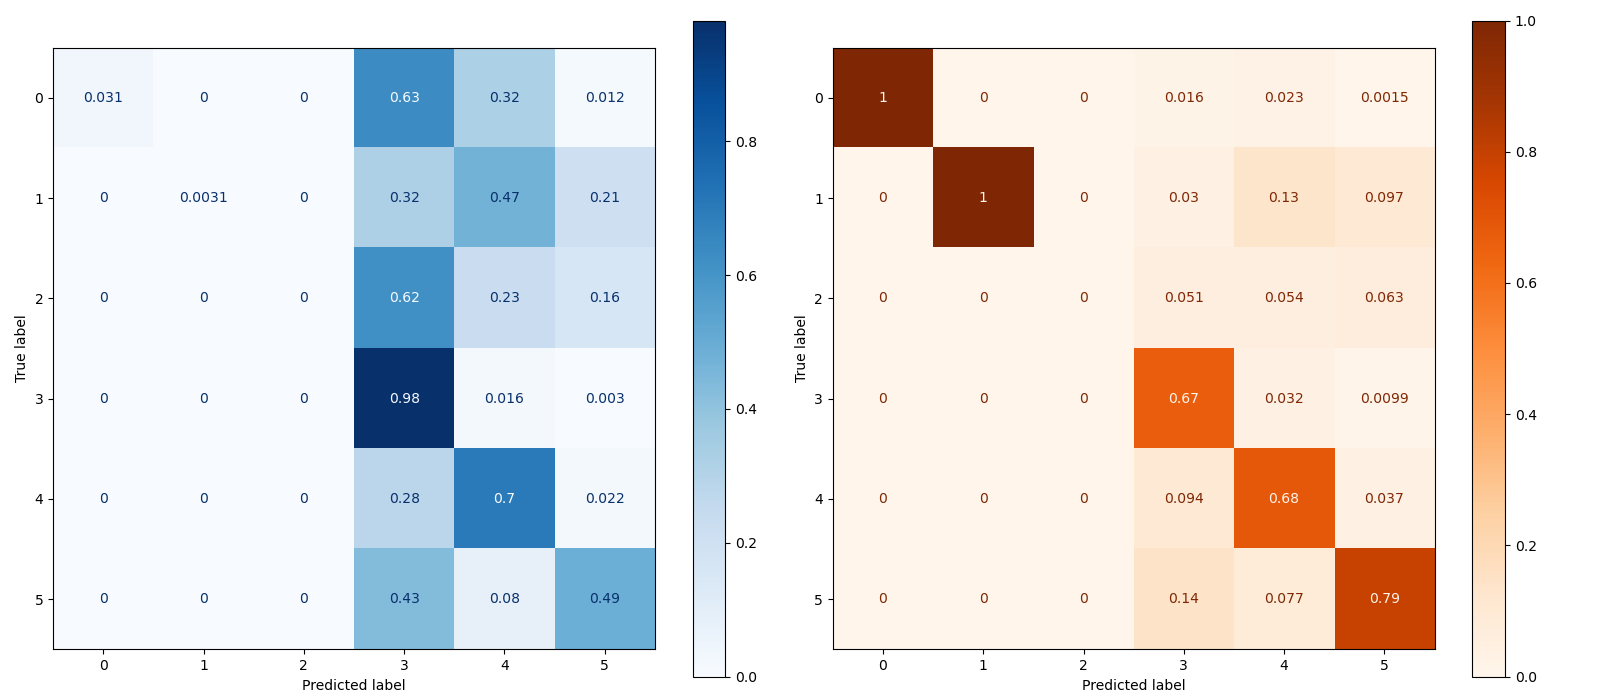 0 0.031 0 0 0.63 0.32 0.012
1 0 0.0031 0 0.32 0.47 0.21
2 0 0 0 0.62 0.23 0.16
3 0 0 0 0.98 0.016 0.003
4 0 0 0 0.28 0.7 0.022
5 0 0 0 0.43 0.08 0.49
0 1 2 3 4 5
True label
Predicted label
0.8
0.6
0.4
0.2
0.0
0 1 0 0 0.016 0.023 0.0015
1 0 1 0 0.03 0.13 0.097
2 0 0 0 0.051 0.054 0.063
3 0 0 0 0.67 0.032 0.0099
4 0 0 0 0.094 0.68 0.037
5 0 0 0 0.14 0.077 0.79
0 1 2 3 4 5
True label
Predicted label
1.0
0.8
0.6
0.4
0.2
0.0